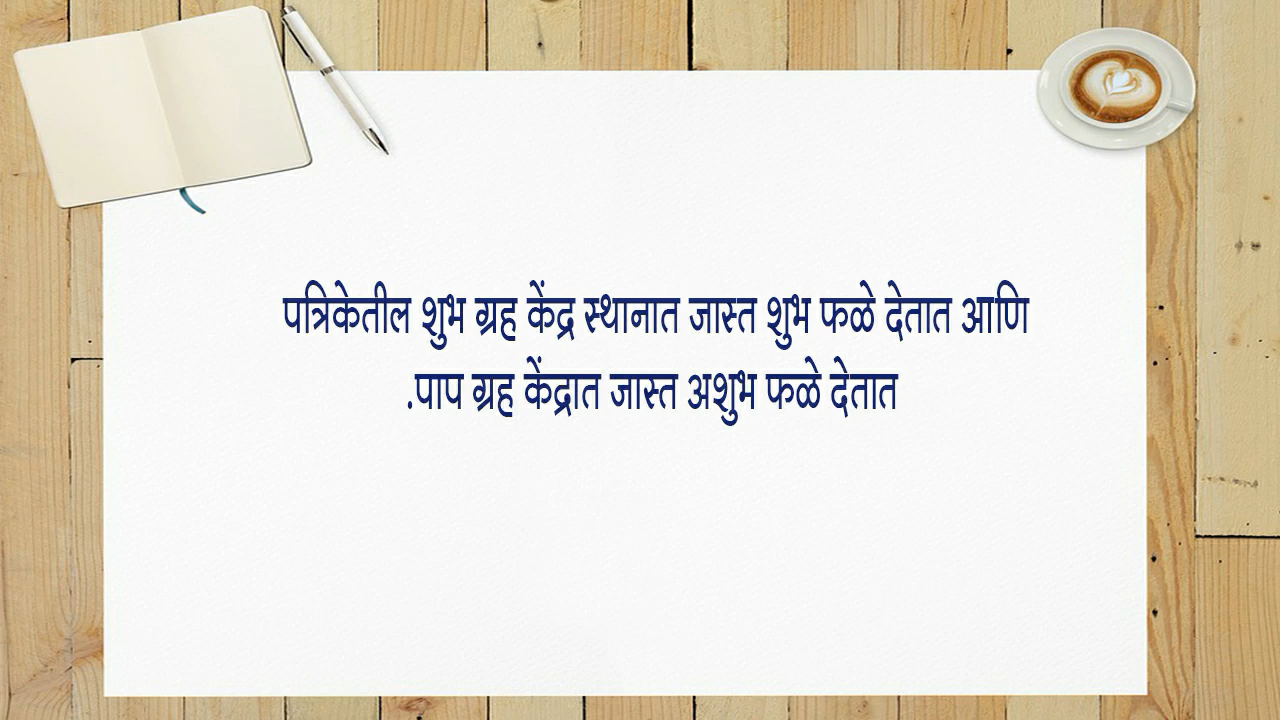 पत्रिकेतील शुभ ग्रह केंद्र स्थानात जास्त शुभ फळे देतात आणि
.पाप ग्रह केंद्रात जास्त अशुभ फळे देतात